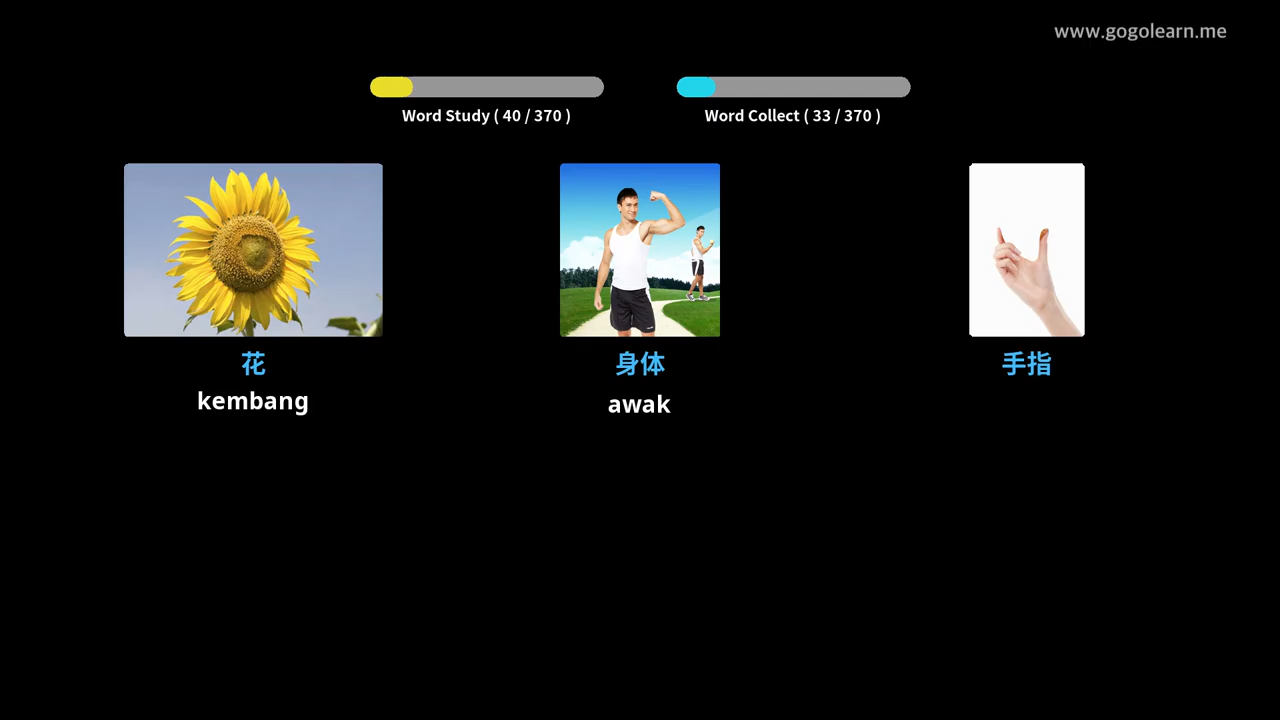 www.gogolearn.me
Word Study ( 40 / 370 )
Word Collect ( 33 / 370 )
花
身体
手指
kembang
awak